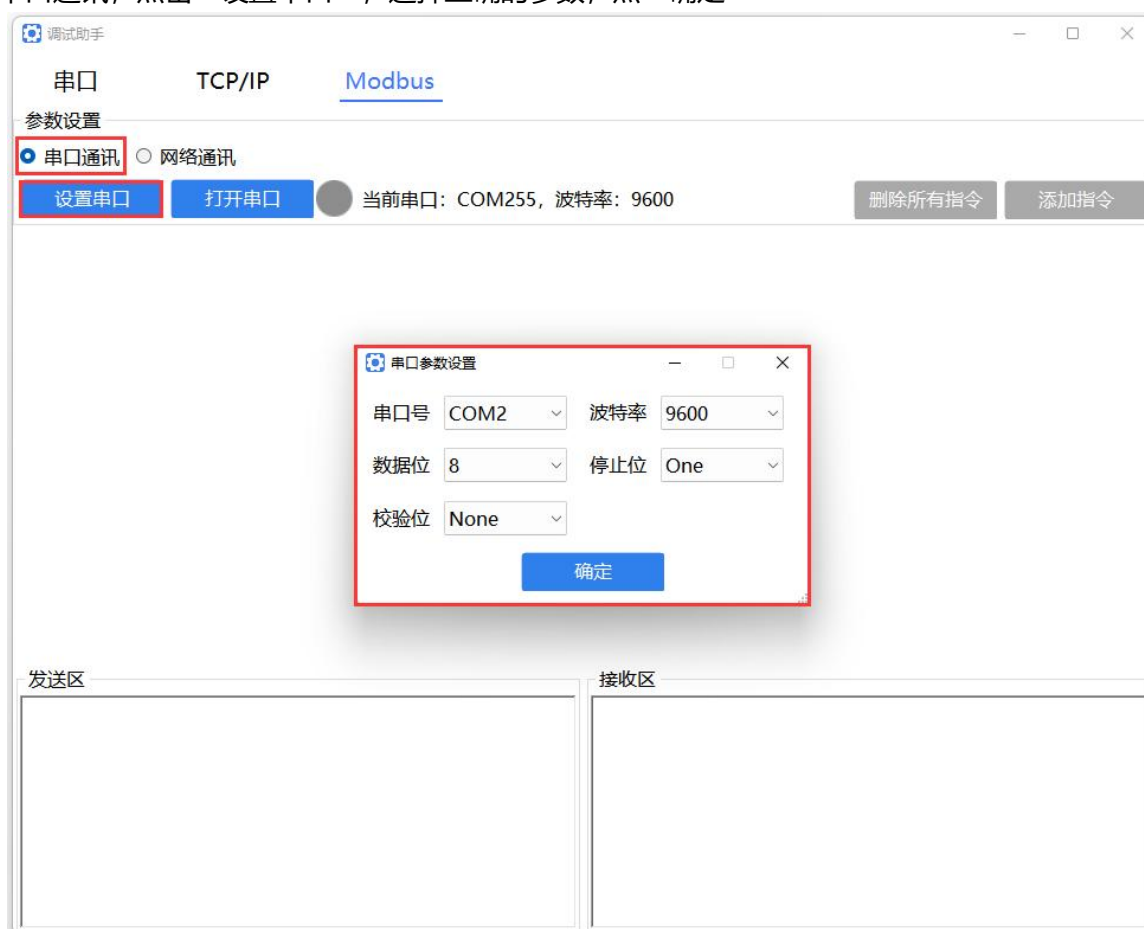 调试助手
串口 TCP/IP Modbus
参数设置
串口通讯 网络通讯
设置串口 打开串口 当前串口：COM255，波特率：9600 删除所有指令 添加指令
串口参数设置
串口号 COM2 波特率 9600
数据位 8 停止位 One
校验位 None
确定
发送区 接收区